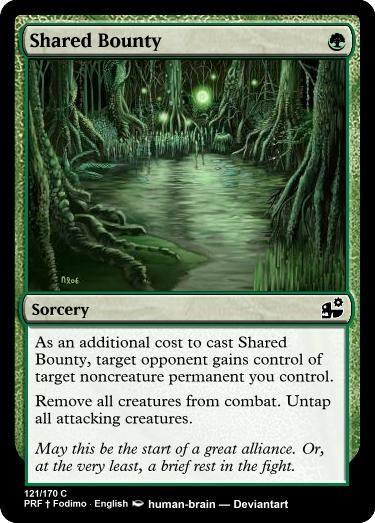 Shared Bounty
Sorcery
As an additional cost to cast Shared
Bounty, target opponent gains control of
target noncreature permanent you control.
Remove all creatures from combat. Untap
all attacking creatures.
May this be the start of a great alliance. Or,
at the very least, a brief rest in the fight.
121/170 C
PRF † Fodimo · English human-brain — Deviantart